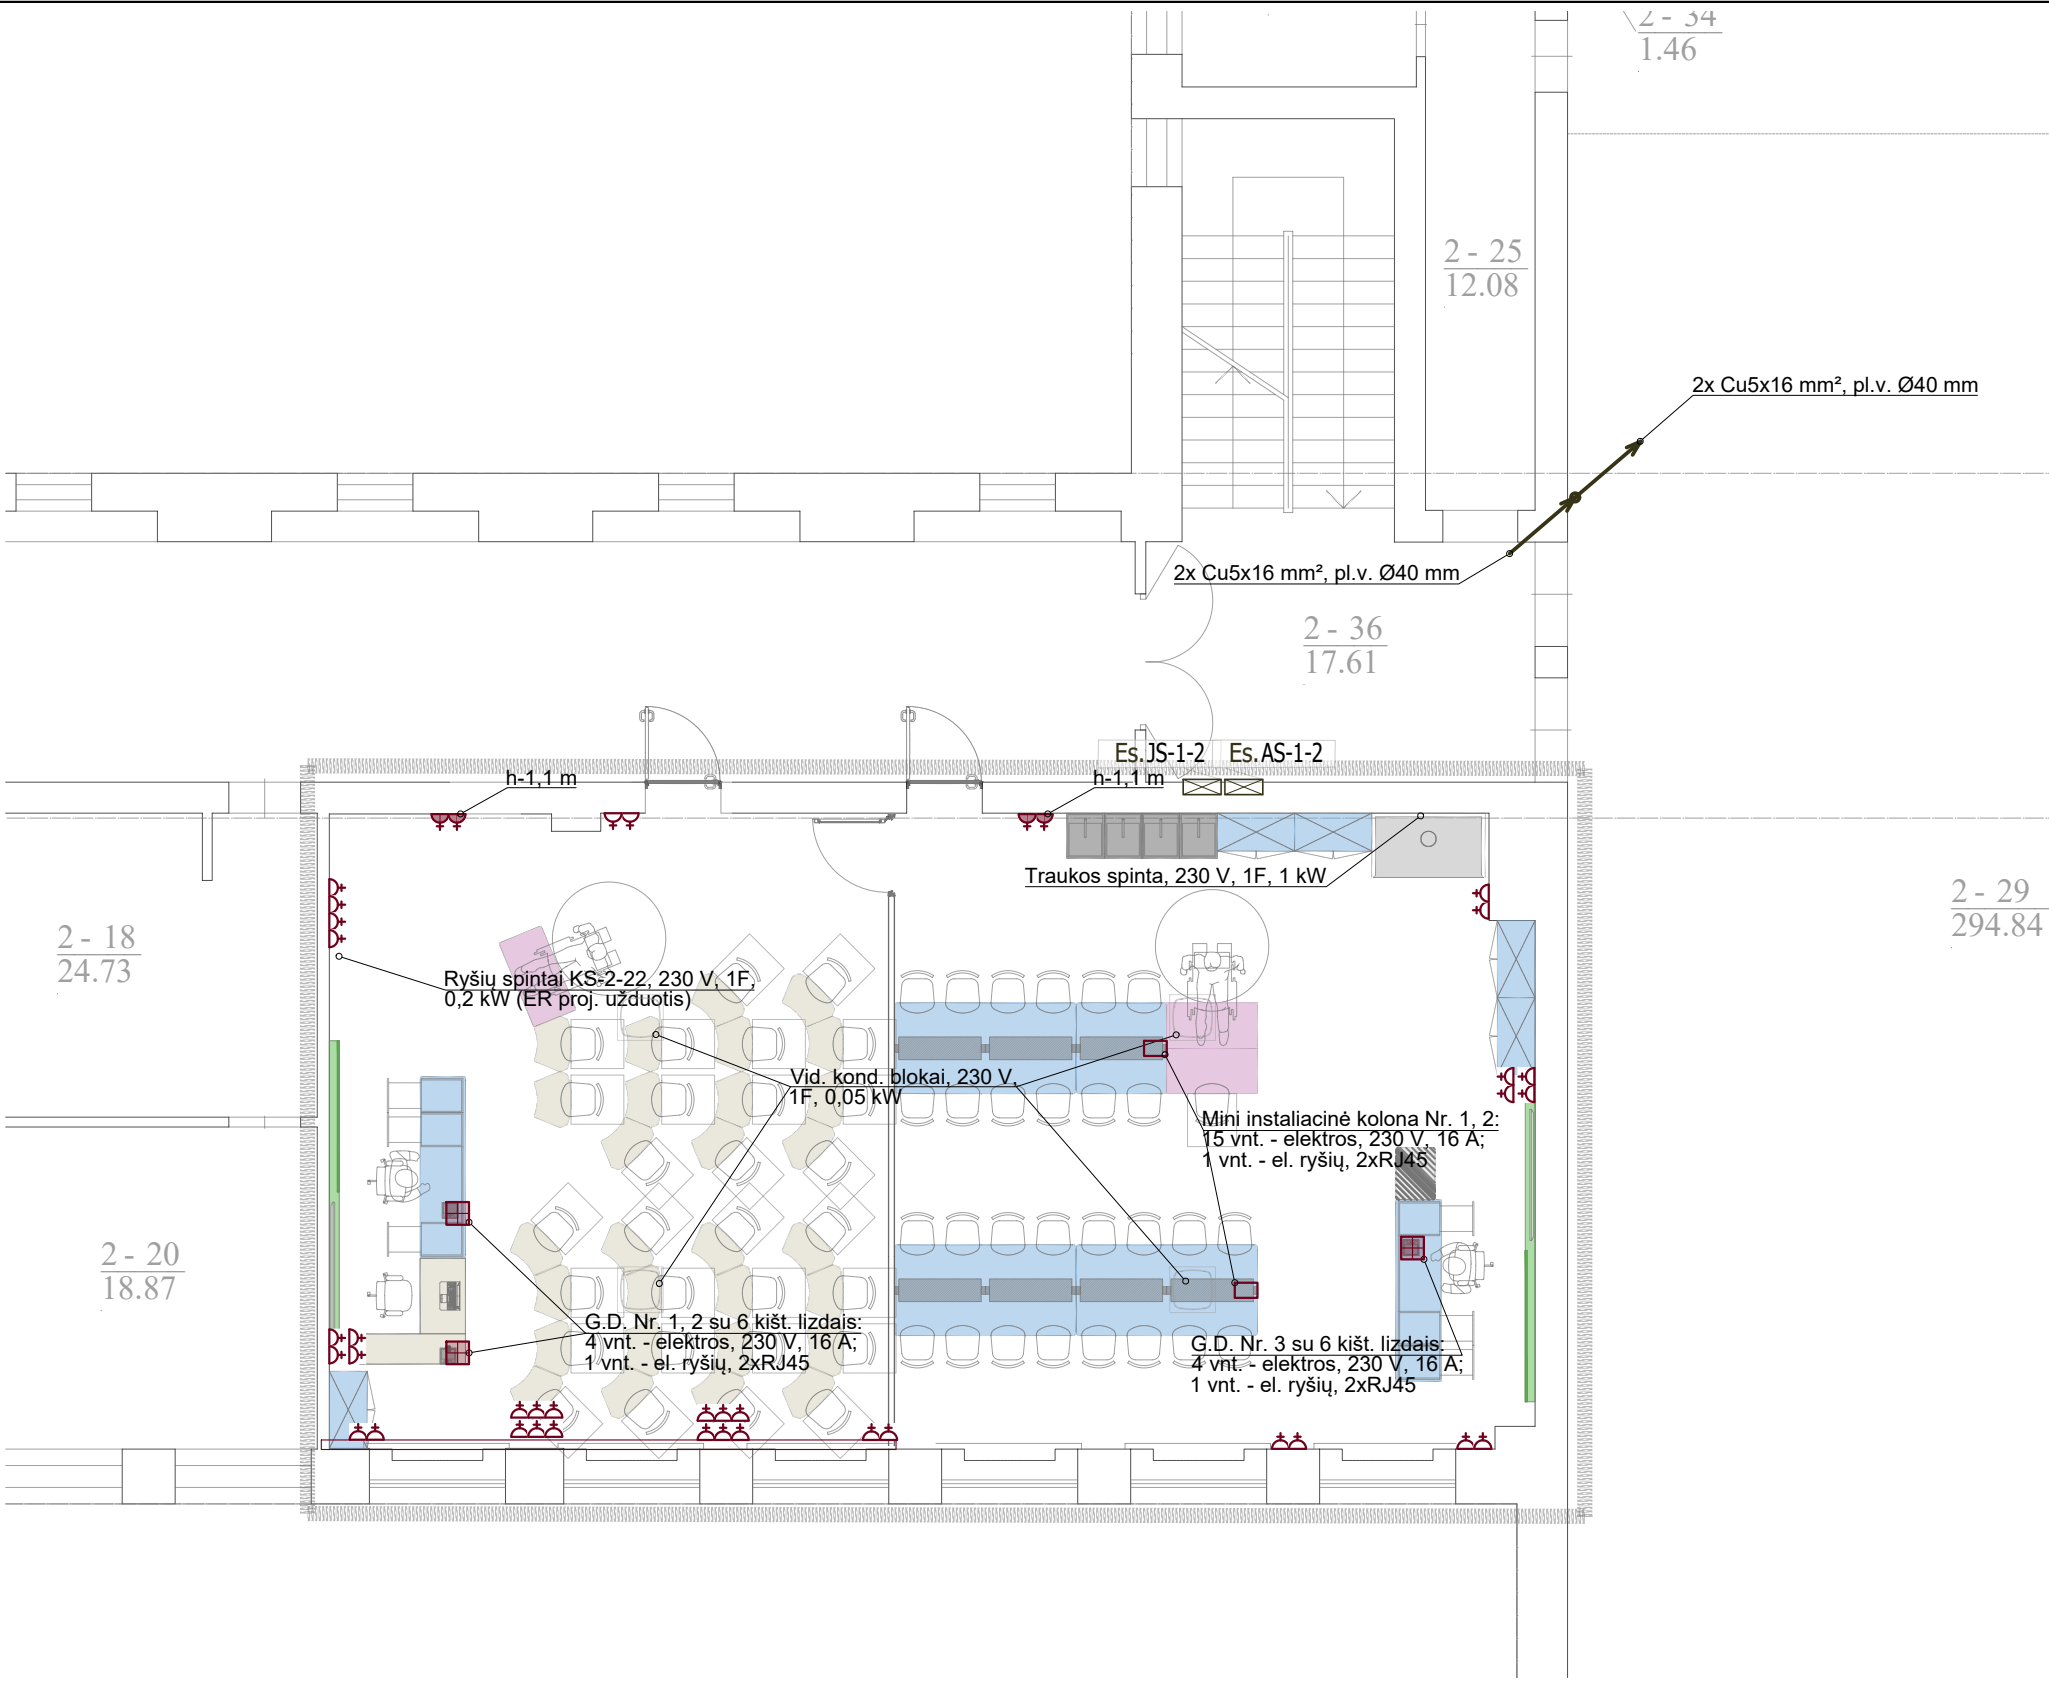 2 - 34
1.46
2 - 25
12.08
2x Cu5x16 mm², pl.v. Ø40 mm
2x Cu5x16 mm², pl.v. Ø40 mm
2 - 36
17.61
Es.JS-1-2
Es.AS-1-2
h-1,1 m
h-1,1 m
Traukos spinta, 230 V, 1F, 1 kW
2 - 29
294.84
2 - 18
24.73
Ryšių spintai KS-2-22, 230 V, 1F,
0,2 kW (ER proj. užduotis)
Vid. kond. blokai, 230 V,
1F, 0,05 kW
Mini instaliacinė kolona Nr. 1, 2:
15 vnt. - elektros, 230 V, 16 A;
1 vnt. - el. ryšių, 2xRJ45
2 - 20
18.87
G.D. Nr. 1, 2 su 6 kišt. lizdais:
4 vnt. - elektros, 230 V, 16 A;
1 vnt. - el. ryšių, 2xRJ45
G.D. Nr. 3 su 6 kišt. lizdais:
4 vnt. - elektros, 230 V, 16 A;
1 vnt. - el. ryšių, 2xRJ45